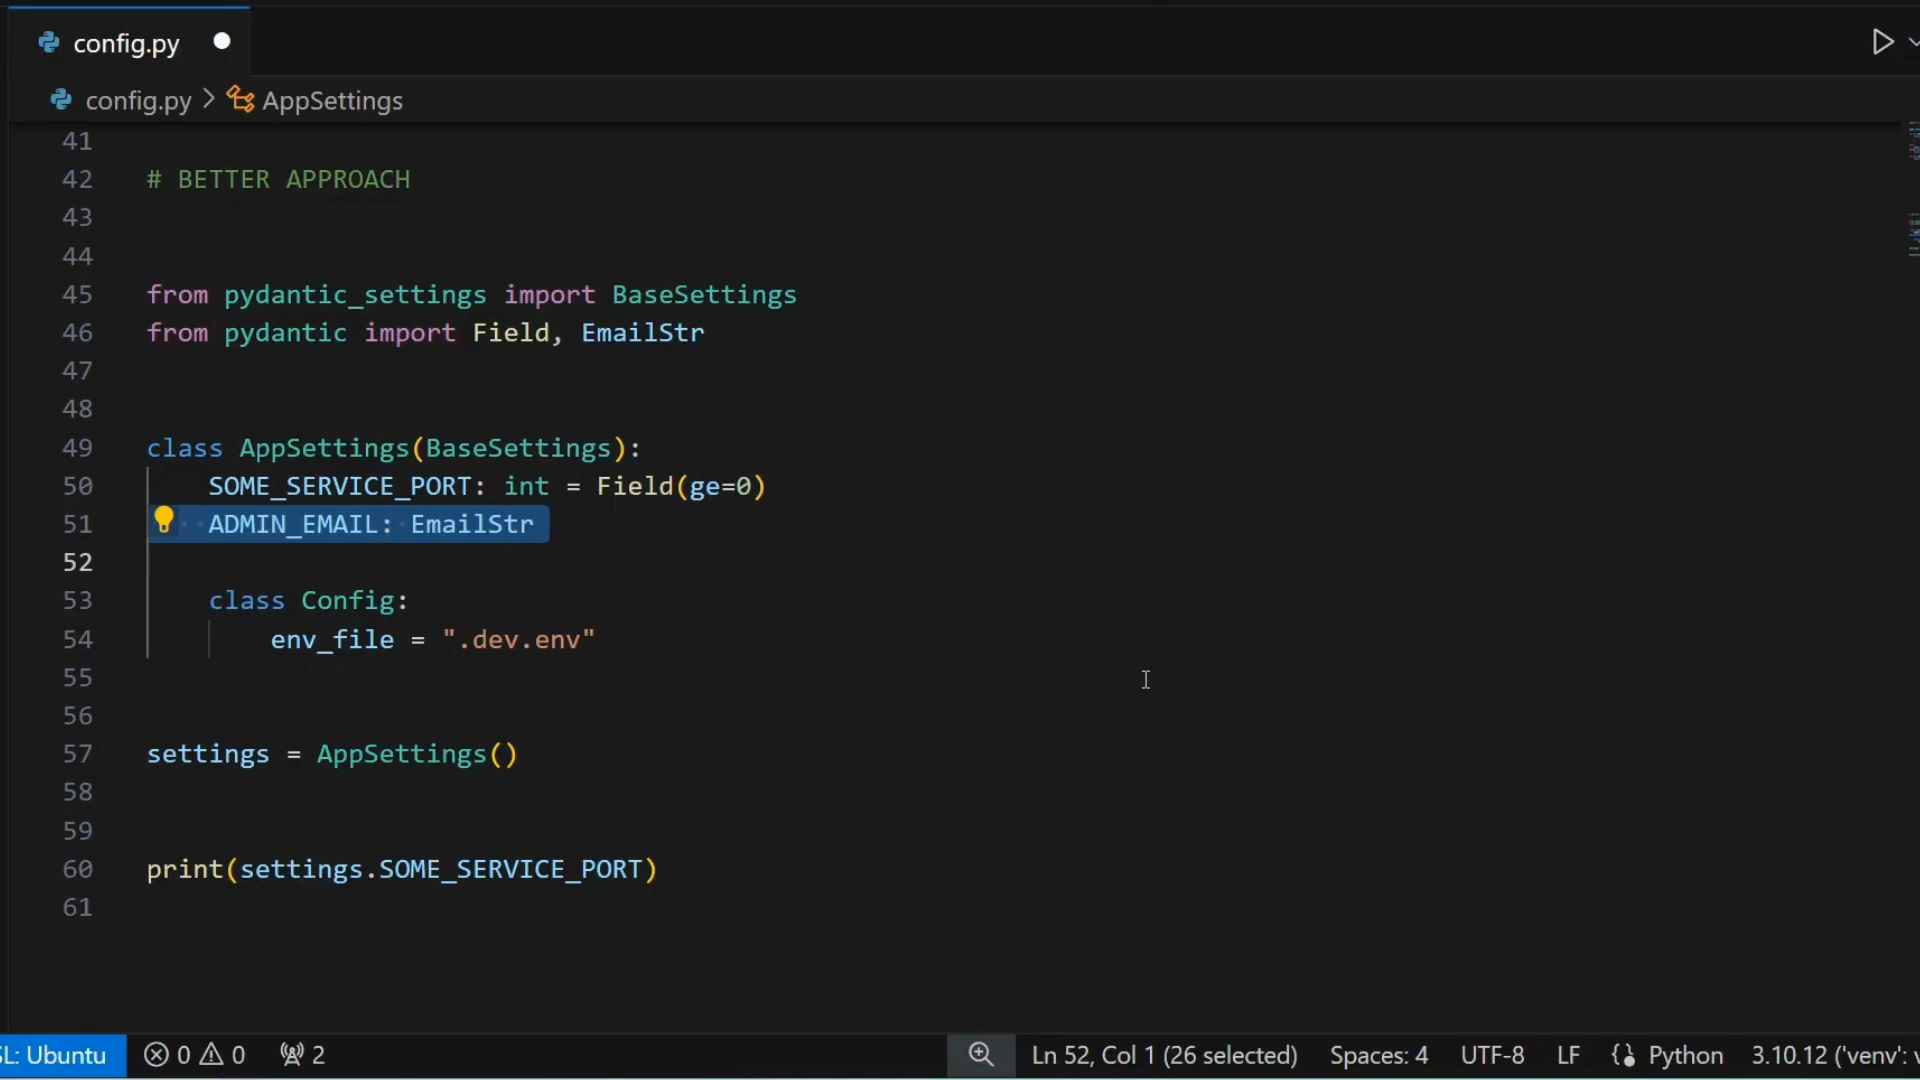 config.py
config.py > AppSettings
41
42 # BETTER APPROACH
43
44
45 from pydantic_settings import BaseSettings
46 from pydantic import Field, EmailStr
47
48
49 class AppSettings(BaseSettings):
50     SOME_SERVICE_PORT: int = Field(ge=0)
51     ADMIN_EMAIL: EmailStr
52
53     class Config:
54         env_file = ".dev.env"
55
56
57 settings = AppSettings()
58
59
60 print(settings.SOME_SERVICE_PORT)
61
SL: Ubuntu 0 0 2 Ln 52, Col 1 (26 selected) Spaces: 4 UTF-8 LF Python 3.10.12 ('venv':